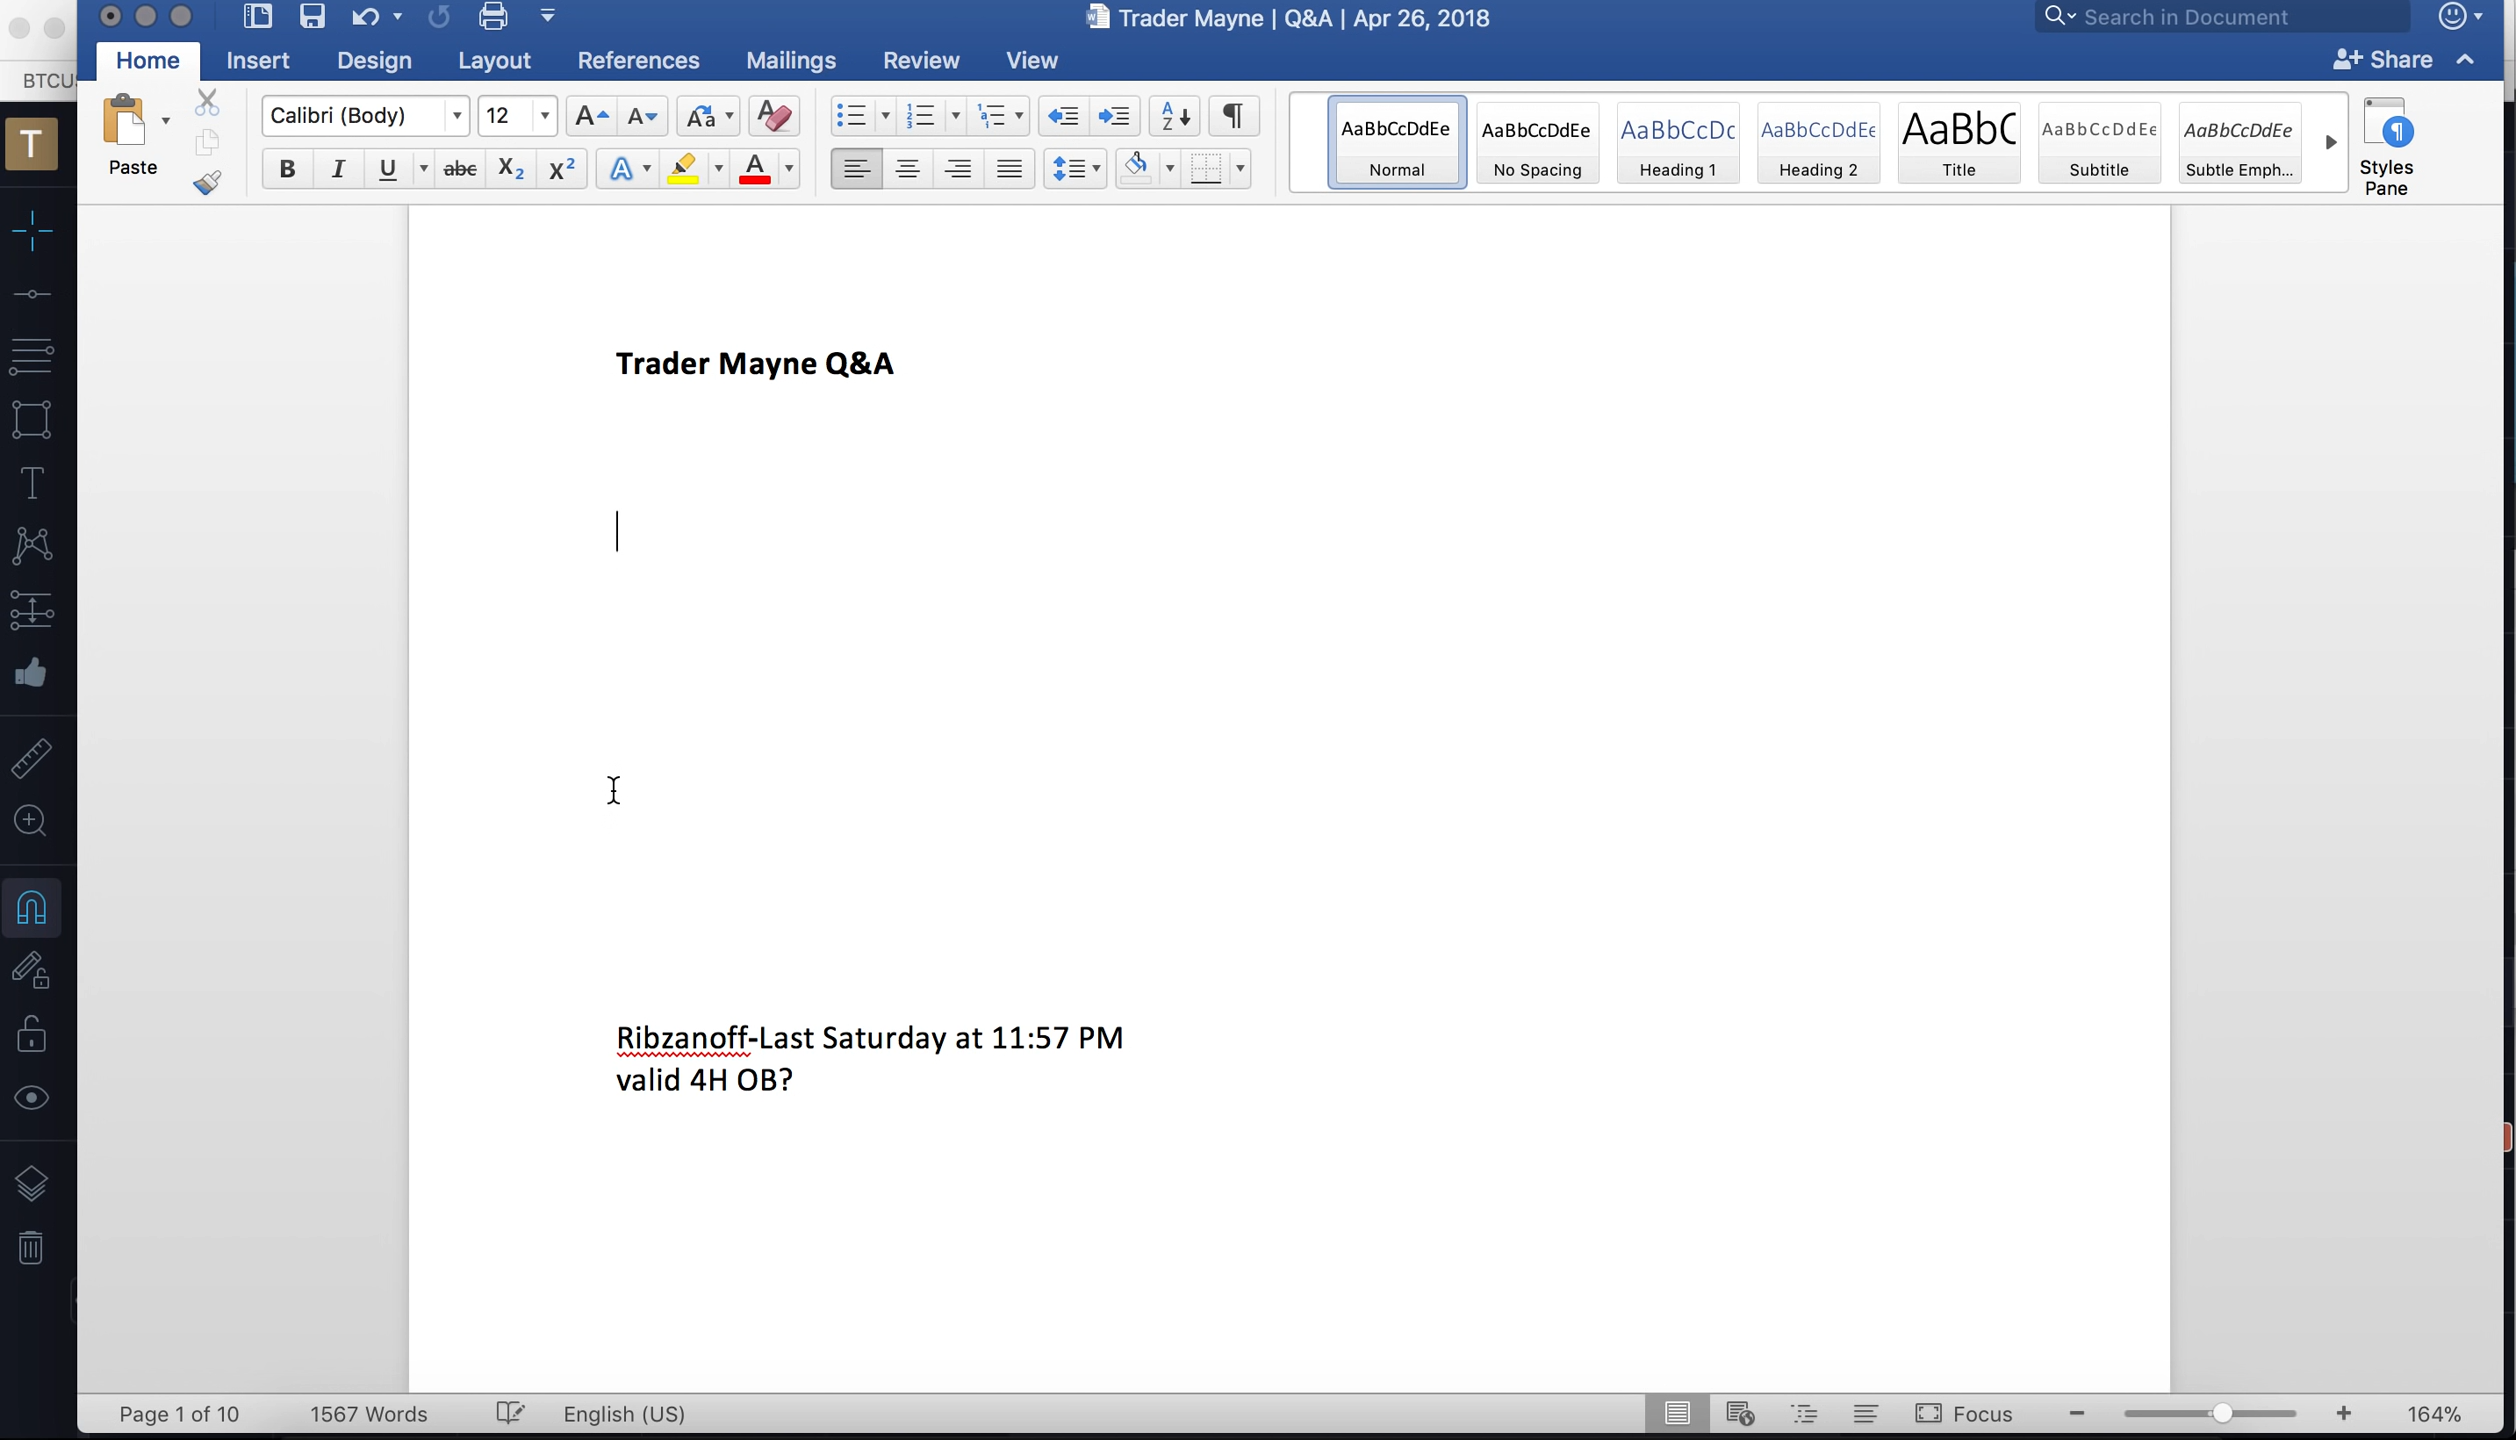 Trader Mayne | Q&A | Apr 26, 2018
Search in Document
Home Insert Design Layout References Mailings Review View
Share
BTCUS
T
Paste
Calibri (Body) 12
B I U abc X2 X2
AaBbCcDdEe AaBbCcDdEe AaBbCcDc AaBbCcDdEe AaBbC AaBbCcDdEe AaBbCcDdEe
Normal No Spacing Heading 1 Heading 2 Title Subtitle Subtle Emph...
Styles
Pane
Trader Mayne Q&A
Ribzanoff-Last Saturday at 11:57 PM
valid 4H OB?
Page 1 of 10 1567 Words English (US) Focus 164%